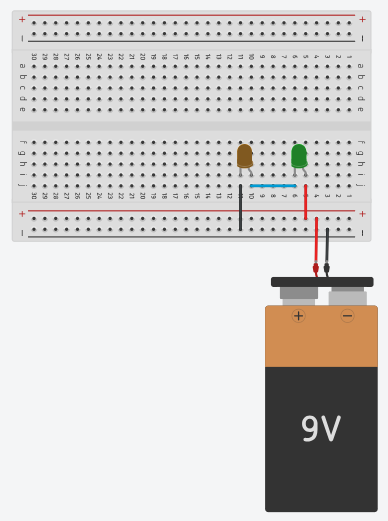 + +
− −
30 29 28 27 26 25 24 23 22 21 20 19 18 17 16 15 14 13 12 11 10 9 8 7 6 5 4 3 2 1
a a
b b
c c
d d
e e
f f
g g
h h
i i
j j
30 29 28 27 26 25 24 23 22 21 20 19 18 17 16 15 14 13 12 11 10 9 8 7 6 5 4 3 2 1
+ +
− −
+ −
9V